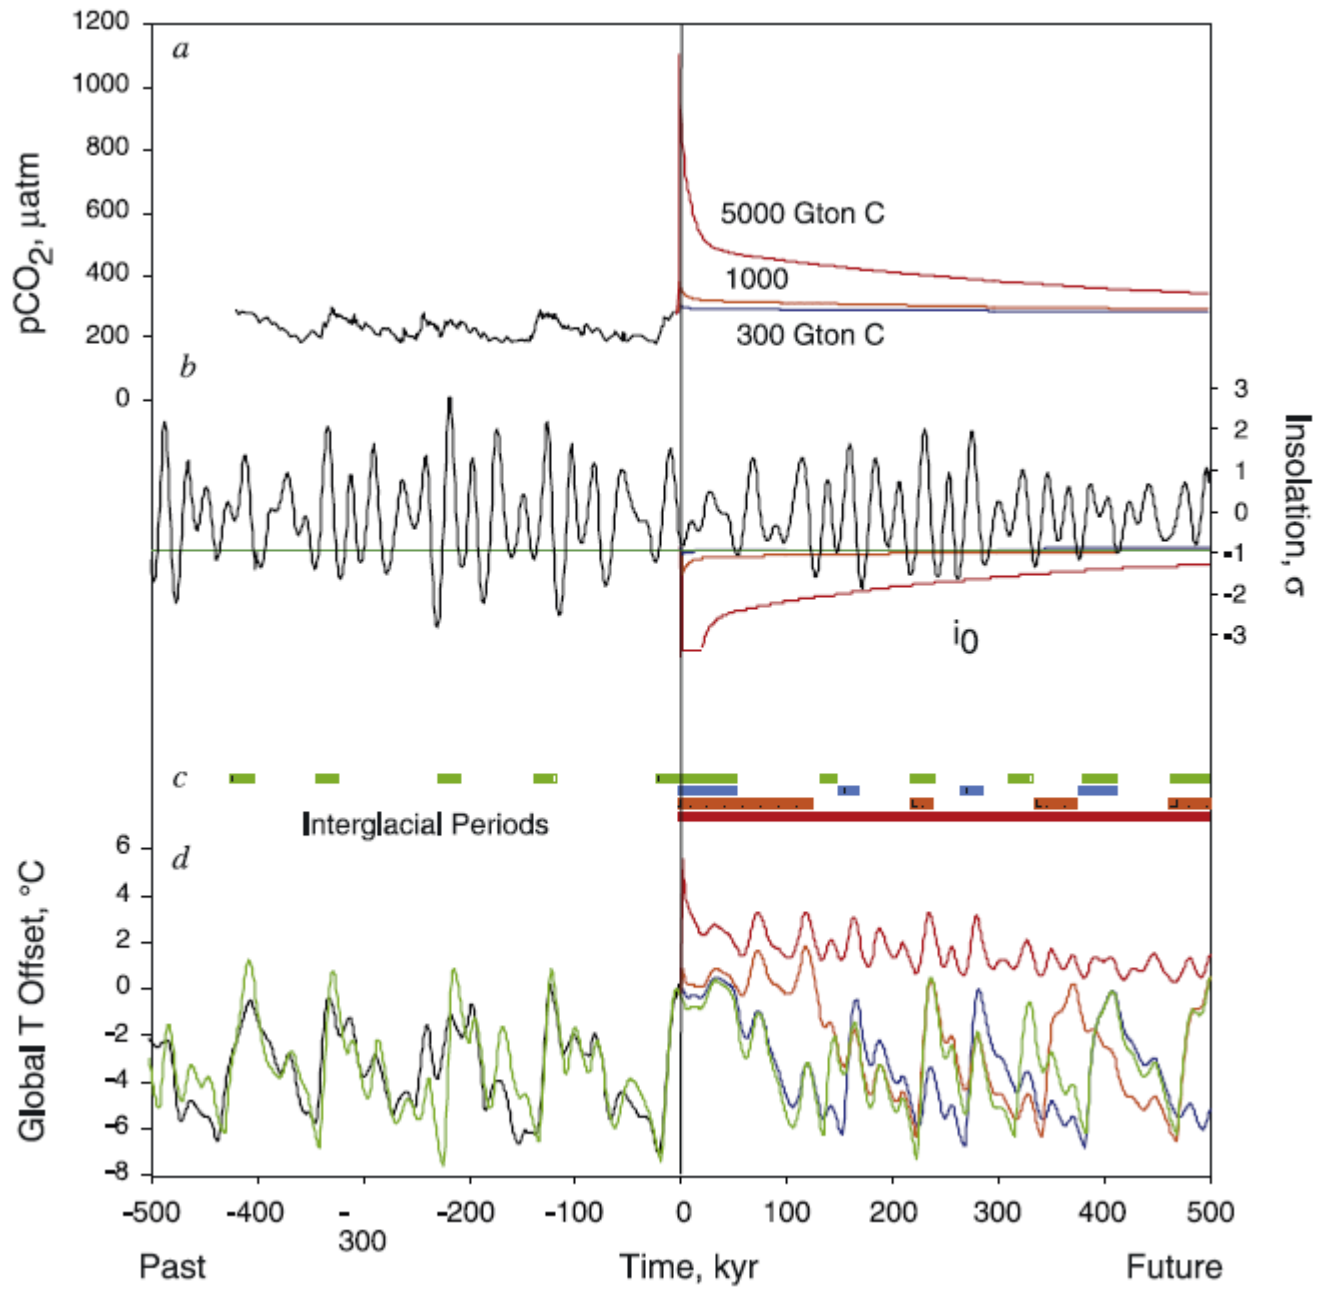 1200
a
1000
800
600
400
200
0
pCO2, µatm
5000 Gton C
1000
300 Gton C
b
3
2
1
0
-1
-2
-3
Insolation, σ
i0
c
Interglacial Periods
d
6
4
2
0
-2
-4
-6
-8
Global T Offset, °C
-500 -400 - -200 -100 0 100 200 300 400 500
300
Past Time, kyr Future